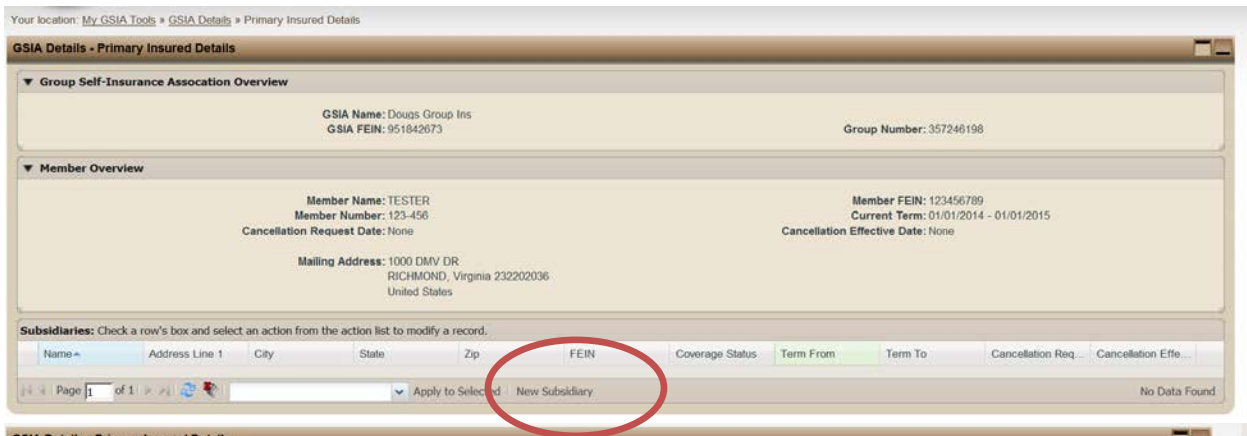 Your location: My GSIA Tools » GSIA Details » Primary Insured Details
GSIA Details - Primary Insured Details
Group Self-Insurance Assocation Overview
GSIA Name: Dougs Group Ins
GSIA FEIN: 951842673 Group Number: 357246198
Member Overview
Member Name: TESTER Member FEIN: 123456789
Member Number: 123-456 Current Term: 01/01/2014 - 01/01/2015
Cancellation Request Date: None Cancellation Effective Date: None
Mailing Address: 1000 DMV DR
RICHMOND, Virginia 232202036
United States
Subsidiaries: Check a row's box and select an action from the action list to modify a record.
Name Address Line 1 City State Zip FEIN Coverage Status Term From Term To Cancellation Req... Cancellation Effe...
Page 1 of 1 Apply to Selected New Subsidiary No Data Found